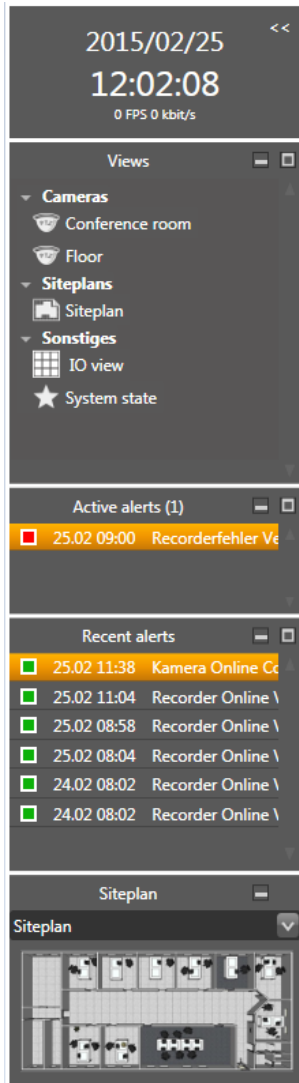 <<
2015/02/25
12:02:08
0 FPS 0 kbit/s
Views
Cameras
Conference room
Floor
Siteplans
Siteplan
Sonstiges
IO view
System state
Active alerts (1)
25.02 09:00 Recorderfehler Ve
Recent alerts
25.02 11:38 Kamera Online Co
25.02 11:04 Recorder Online V
25.02 08:58 Recorder Online V
25.02 08:04 Recorder Online V
24.02 08:02 Recorder Online V
24.02 08:02 Recorder Online V
Siteplan
Siteplan